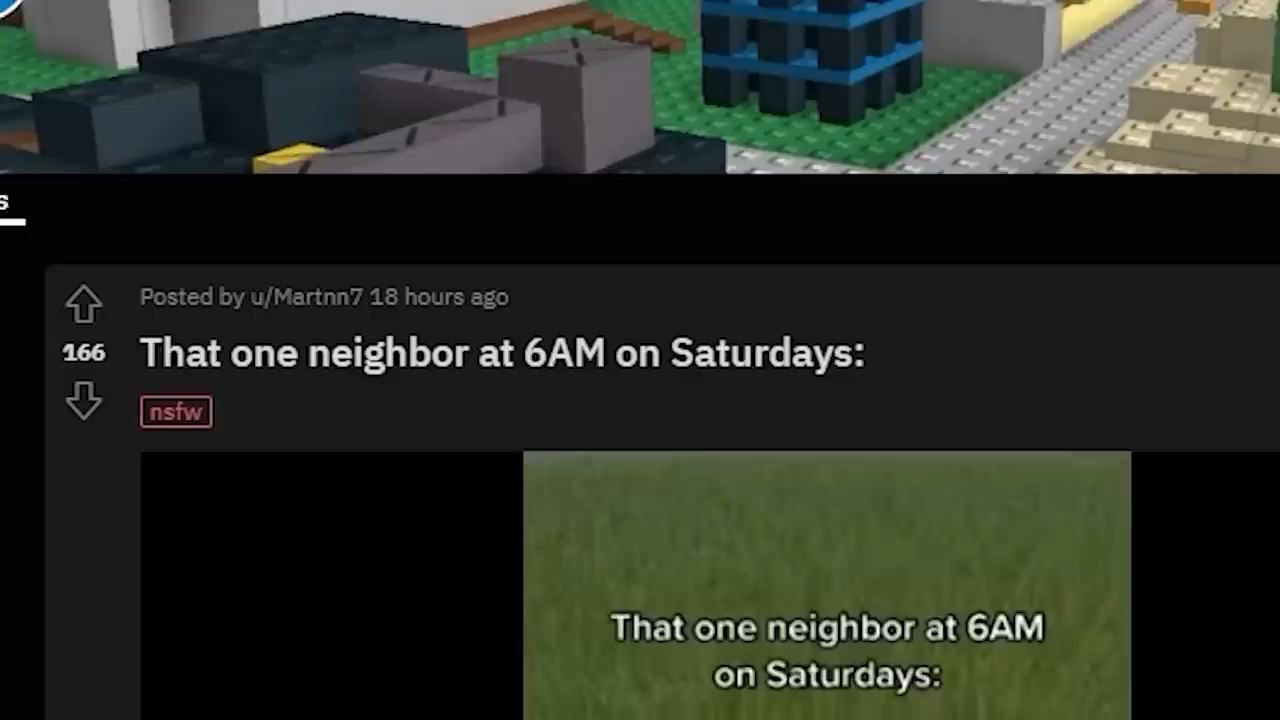 s
Posted by u/Martnn7 18 hours ago
166
That one neighbor at 6AM on Saturdays:
nsfw
That one neighbor at 6AM
on Saturdays: